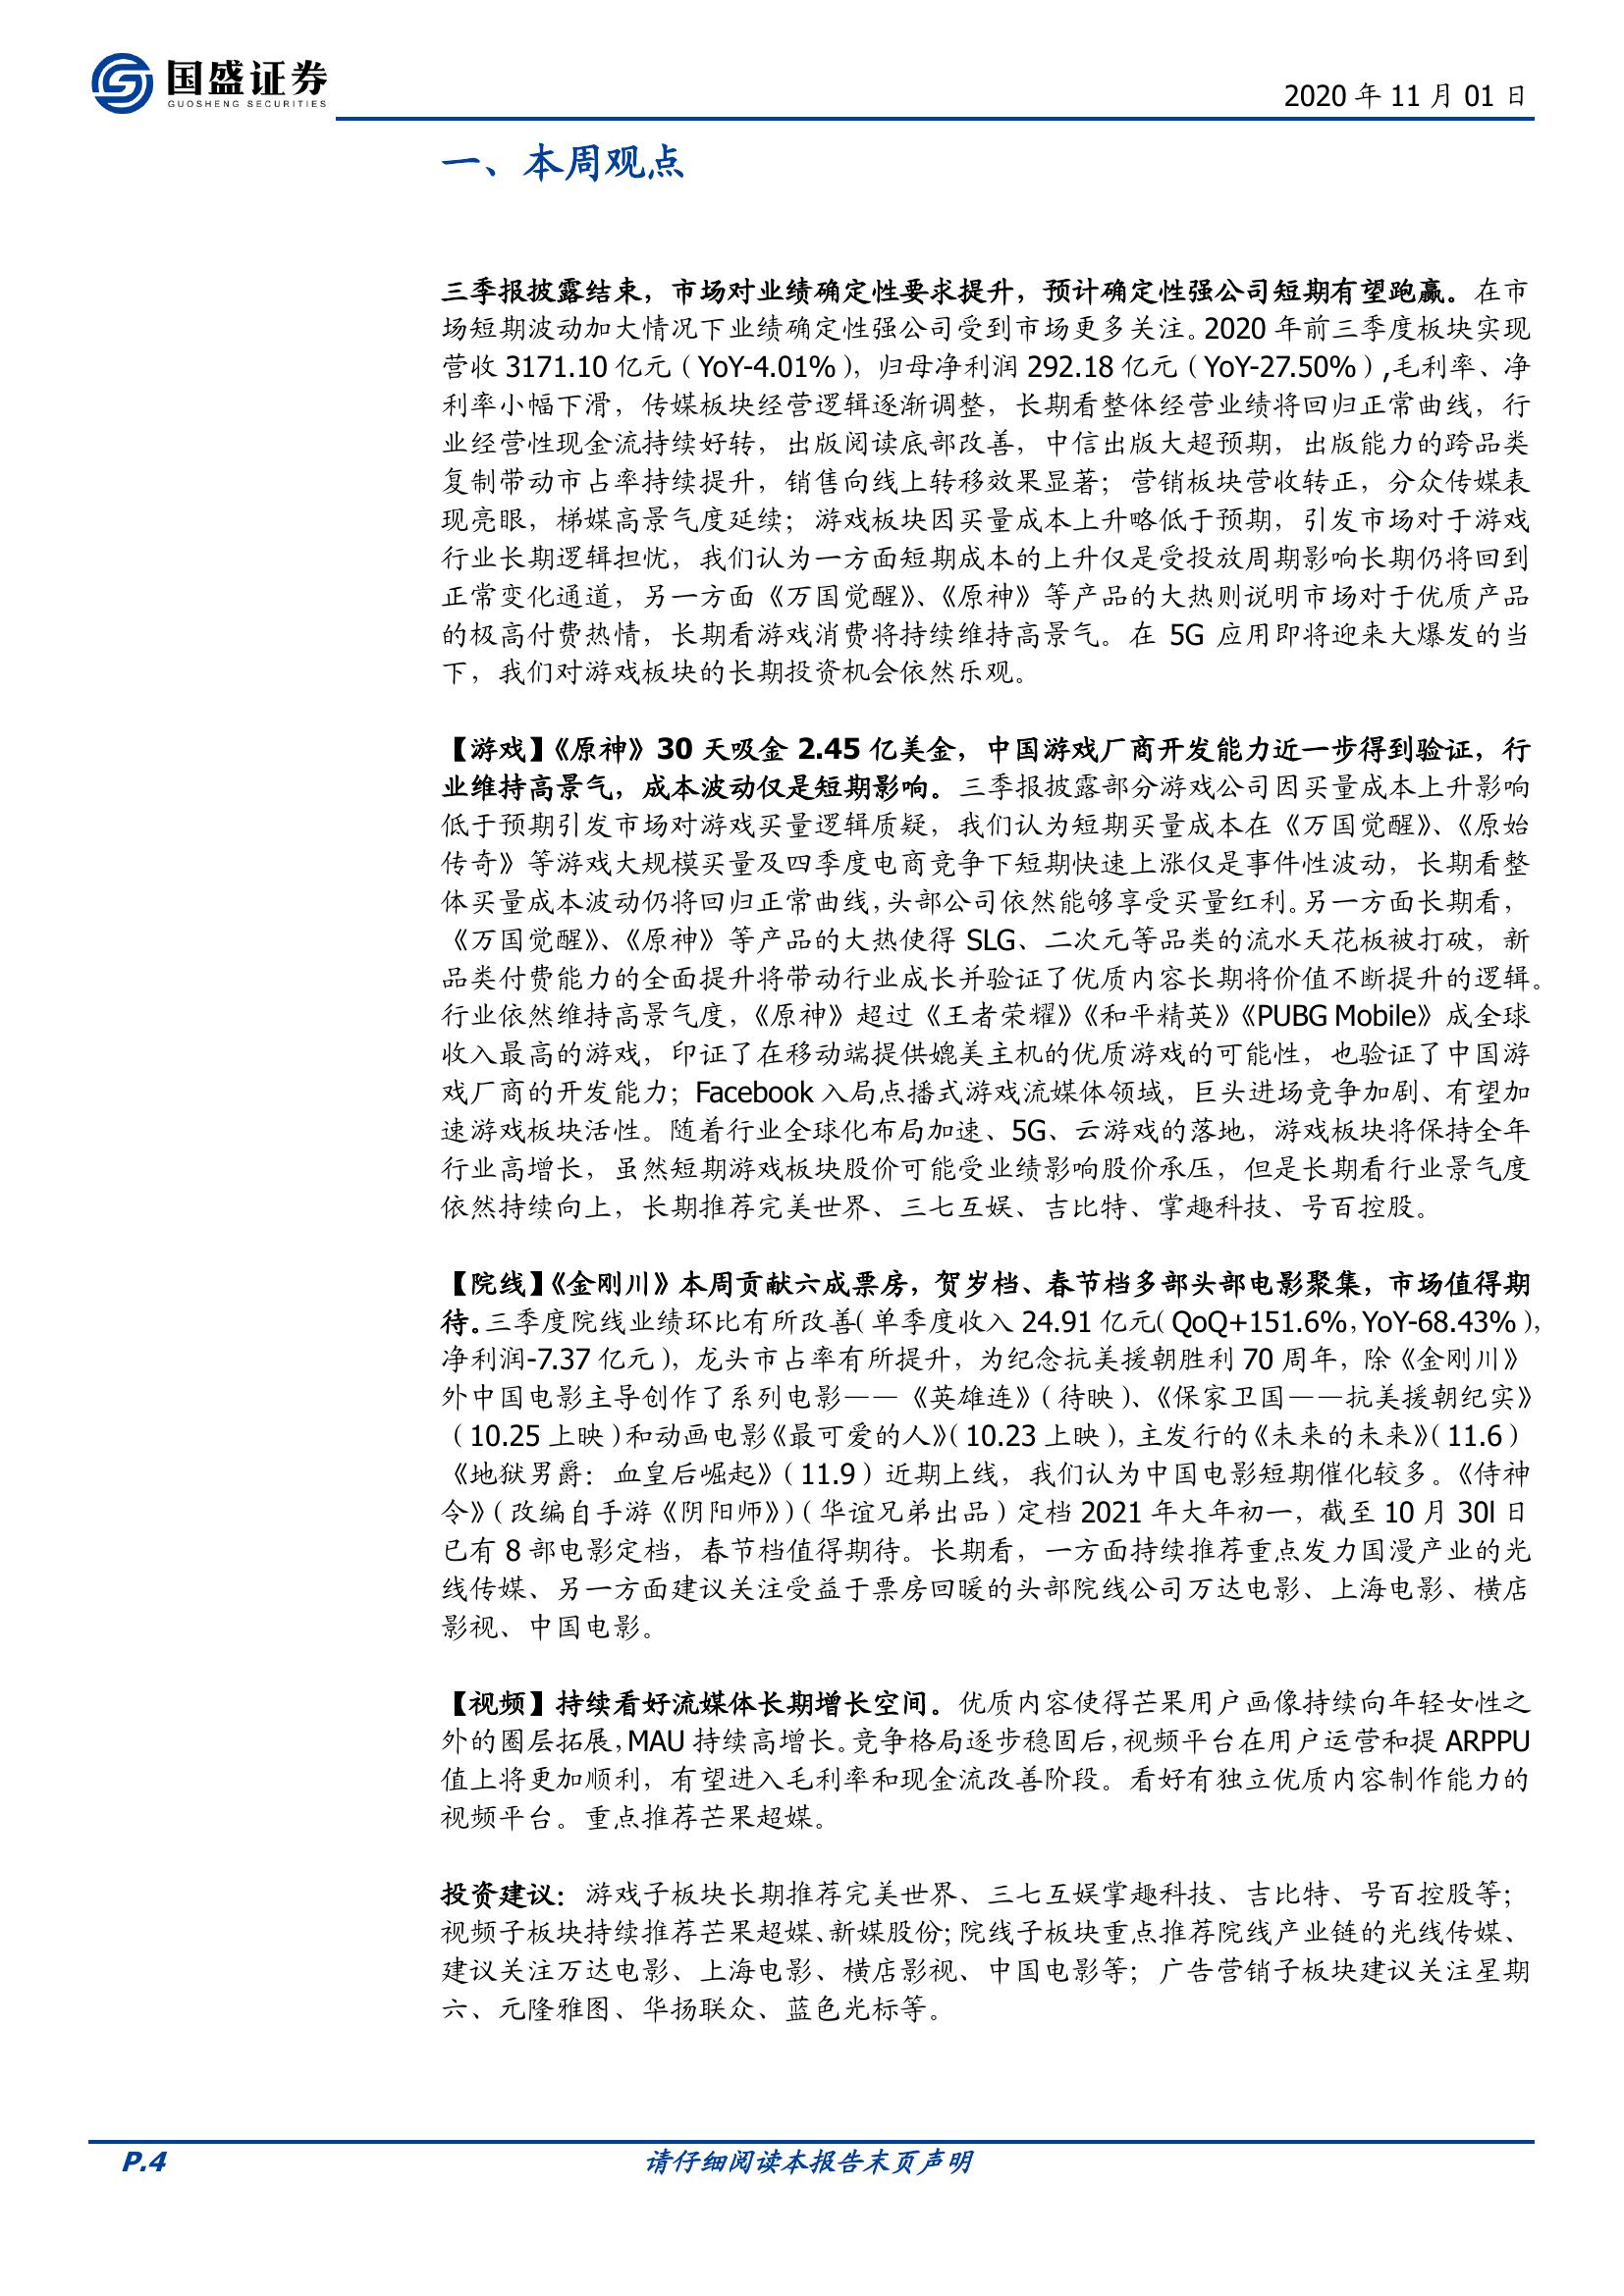 国盛证券
GUOSHENG SECURITIES
2020 年 11 月 01 日
一、本周观点
三季报披露结束，市场对业绩确定性要求提升，预计确定性强公司短期有望跑赢。在市
场短期波动加大情况下业绩确定性强公司受到市场更多关注。2020 年前三季度板块实现
营收 3171.10 亿元（YoY-4.01%），归母净利润 292.18 亿元（YoY-27.50%）,毛利率、净
利率小幅下滑，传媒板块经营逻辑逐渐调整，长期看整体经营业绩将回归正常曲线，行
业经营性现金流持续好转，出版阅读底部改善，中信出版大超预期，出版能力的跨品类
复制带动市占率持续提升，销售向线上转移效果显著；营销板块营收转正，分众传媒表
现亮眼，梯媒高景气度延续；游戏板块因买量成本上升略低于预期，引发市场对于游戏
行业长期逻辑担忧，我们认为一方面短期成本的上升仅是受投放周期影响长期仍将回到
正常变化通道，另一方面《万国觉醒》、《原神》等产品的大热则说明市场对于优质产品
的极高付费热情，长期看游戏消费将持续维持高景气。在 5G 应用即将迎来大爆发的当
下，我们对游戏板块的长期投资机会依然乐观。
【游戏】《原神》30 天吸金 2.45 亿美金，中国游戏厂商开发能力近一步得到验证，行
业维持高景气，成本波动仅是短期影响。三季报披露部分游戏公司因买量成本上升影响
低于预期引发市场对游戏买量逻辑质疑，我们认为短期买量成本在《万国觉醒》、《原始
传奇》等游戏大规模买量及四季度电商竞争下短期快速上涨仅是事件性波动，长期看整
体买量成本波动仍将回归正常曲线，头部公司依然能够享受买量红利。另一方面长期看，
《万国觉醒》、《原神》等产品的大热使得 SLG、二次元等品类的流水天花板被打破，新
品类付费能力的全面提升将带动行业成长并验证了优质内容长期将价值不断提升的逻辑。
行业依然维持高景气度，《原神》超过《王者荣耀》《和平精英》《PUBG Mobile》成全球
收入最高的游戏，印证了在移动端提供媲美主机的优质游戏的可能性，也验证了中国游
戏厂商的开发能力；Facebook 入局点播式游戏流媒体领域，巨头进场竞争加剧、有望加
速游戏板块活性。随着行业全球化布局加速、5G、云游戏的落地，游戏板块将保持全年
行业高增长，虽然短期游戏板块股价可能受业绩影响股价承压，但是长期看行业景气度
依然持续向上，长期推荐完美世界、三七互娱、吉比特、掌趣科技、号百控股。
【院线】《金刚川》本周贡献六成票房，贺岁档、春节档多部头部电影聚集，市场值得期
待。三季度院线业绩环比有所改善（单季度收入 24.91 亿元（QoQ+151.6%，YoY-68.43%），
净利润-7.37 亿元），龙头市占率有所提升，为纪念抗美援朝胜利 70 周年，除《金刚川》
外中国电影主导创作了系列电影——《英雄连》（待映）、《保家卫国——抗美援朝纪实》
（10.25 上映）和动画电影《最可爱的人》（10.23 上映），主发行的《未来的未来》（11.6）
《地狱男爵：血皇后崛起》（11.9）近期上线，我们认为中国电影短期催化较多。《侍神
令》（改编自手游《阴阳师》）（华谊兄弟出品）定档 2021 年大年初一，截至 10 月 30l 日
已有 8 部电影定档，春节档值得期待。长期看，一方面持续推荐重点发力国漫产业的光
线传媒、另一方面建议关注受益于票房回暖的头部院线公司万达电影、上海电影、横店
影视、中国电影。
【视频】持续看好流媒体长期增长空间。优质内容使得芒果用户画像持续向年轻女性之
外的圈层拓展，MAU 持续高增长。竞争格局逐步稳固后，视频平台在用户运营和提 ARPPU
值上将更加顺利，有望进入毛利率和现金流改善阶段。看好有独立优质内容制作能力的
视频平台。重点推荐芒果超媒。
投资建议：游戏子板块长期推荐完美世界、三七互娱掌趣科技、吉比特、号百控股等；
视频子板块持续推荐芒果超媒、新媒股份；院线子板块重点推荐院线产业链的光线传媒、
建议关注万达电影、上海电影、横店影视、中国电影等；广告营销子板块建议关注星期
六、元隆雅图、华扬联众、蓝色光标等。
P.4
请仔细阅读本报告末页声明